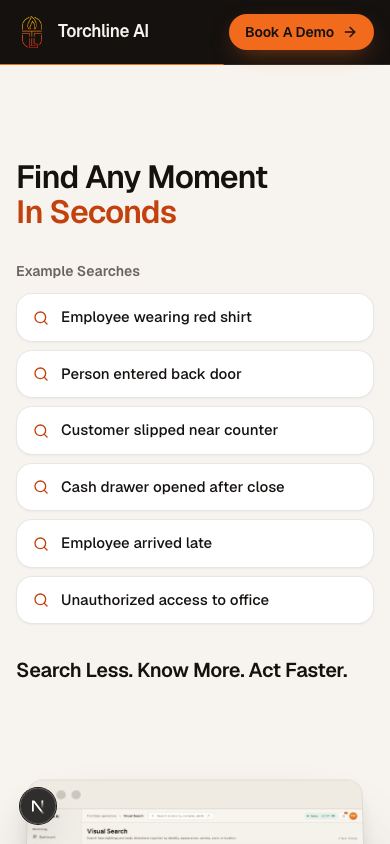 Torchline AI
Book A Demo
Find Any Moment
In Seconds
Example Searches
Employee wearing red shirt
Person entered back door
Customer slipped near counter
Cash drawer opened after close
Employee arrived late
Unauthorized access to office
Search Less. Know More. Act Faster.
N
Visual Search